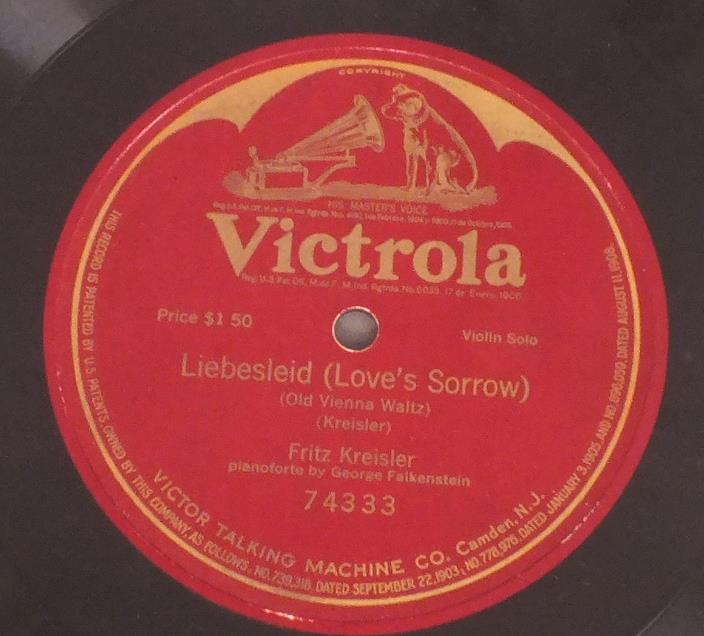 COPYRIGHT
HIS MASTER'S VOICE
Victrola
Price $1 50
Violin Solo
Liebesleid (Love's Sorrow)
(Old Vienna Waltz)
(Kreisler)
Fritz Kreisler
pianoforte by George Falkenstein
74333
VICTOR TALKING MACHINE CO. Camden, N.J.
THIS RECORD IS PATENTED BY U.S. PATENTS, OWNED BY THIS COMPANY, AS FOLLOWS: NO. 739,318, DATED SEPTEMBER 22, 1903; NO. 778,976, DATED JANUARY 3, 1905, AND NO. 896,059, DATED AUGUST 11, 1908.